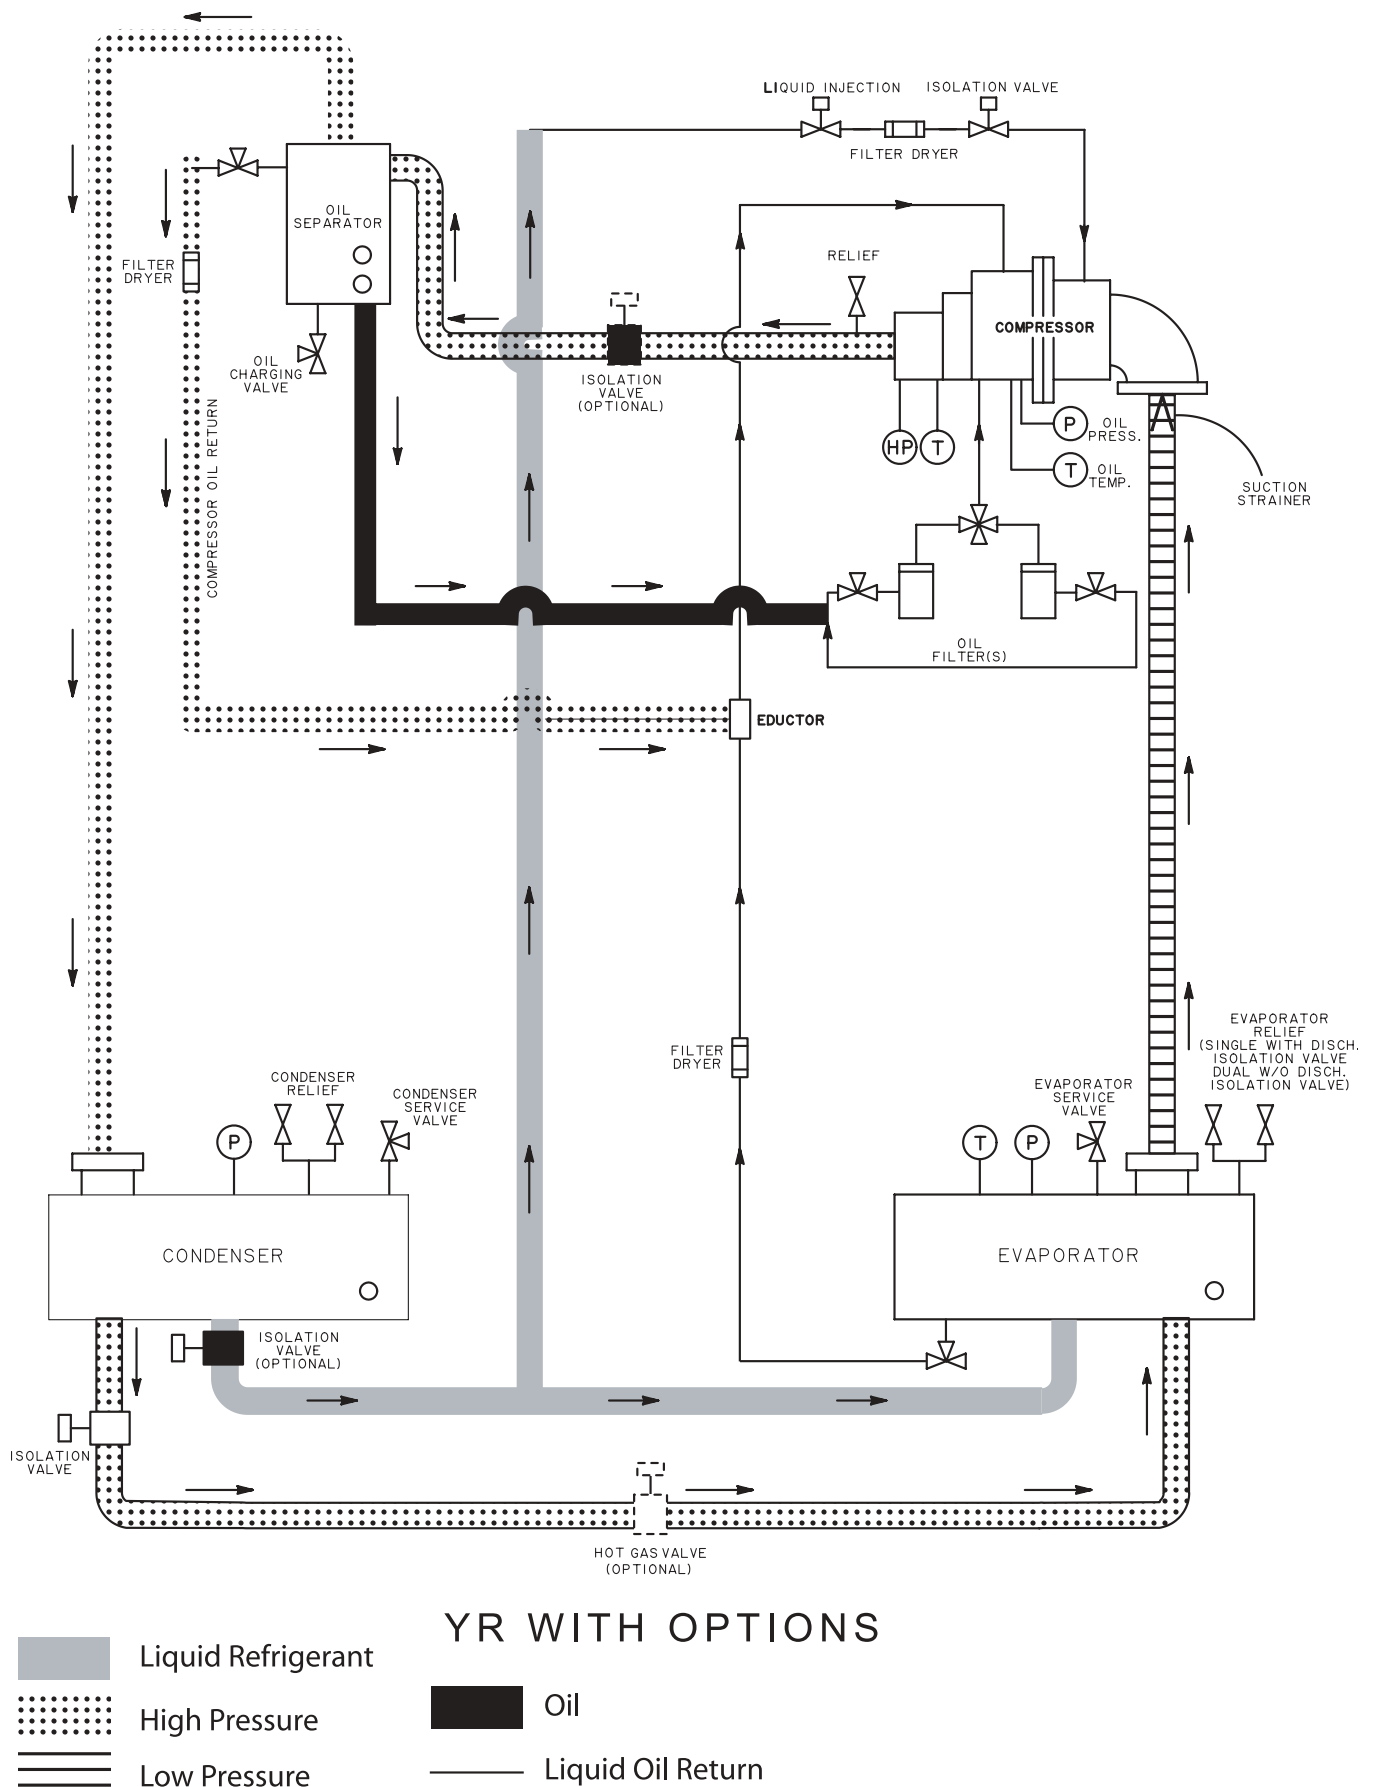 LIQUID INJECTION
ISOLATION VALVE
FILTER DRYER
OIL
SEPARATOR
FILTER
DRYER
RELIEF
COMPRESSOR
OIL
CHARGING
VALVE
ISOLATION
VALVE
(OPTIONAL)
HP
T
P
OIL
PRESS.
T
OIL
TEMP.
SUCTION
STRAINER
COMPRESSOR OIL RETURN
OIL
FILTER(S)
EDUCTOR
FILTER
DRYER
EVAPORATOR
RELIEF
(SINGLE WITH DISCH.
ISOLATION VALVE
DUAL W/O DISCH.
ISOLATION VALVE)
CONDENSER
RELIEF
CONDENSER
SERVICE
VALVE
EVAPORATOR
SERVICE
VALVE
P
T
P
CONDENSER
EVAPORATOR
ISOLATION
VALVE
(OPTIONAL)
ISOLATION
VALVE
HOT GAS VALVE
(OPTIONAL)
YR WITH OPTIONS
Liquid Refrigerant
High Pressure
Low Pressure
Oil
Liquid Oil Return